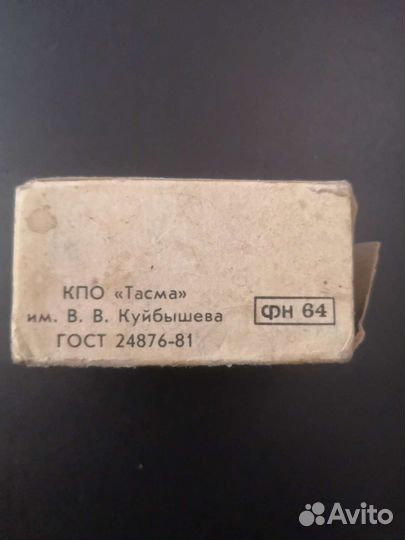 КПО «Тасма»
им. В. В. Куйбышева
ГОСТ 24876-81
ФН 64
Avito